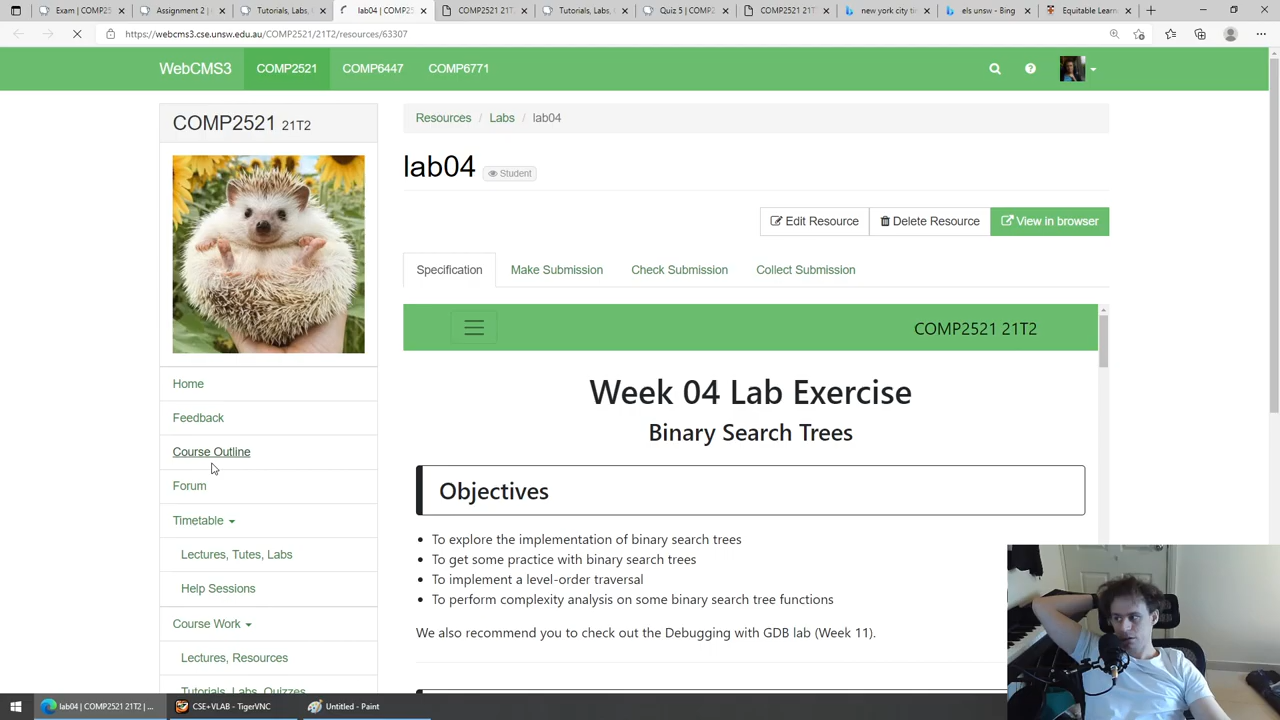 Exam | COMP2
Assignment 2 | C
Tutorials, Labs,
lab04 | COMP25
COMP2521 21T
Tutorials, Labs, C
Quiz 5 | COMP2
COMP2521 21T
new york city tr
els unsw - Bing
Equitable Learn
https://webcms3.cse.unsw.edu.au/COMP2521/21T2/resources/63307
WebCMS3
COMP2521
COMP6447
COMP6771
COMP2521 21T2
Resources / Labs / lab04
lab04 Student
Edit Resource
Delete Resource
View in browser
Specification
Make Submission
Check Submission
Collect Submission
COMP2521 21T2
Week 04 Lab Exercise
Binary Search Trees
Objectives
To explore the implementation of binary search trees
To get some practice with binary search trees
To implement a level-order traversal
To perform complexity analysis on some binary search tree functions
We also recommend you to check out the Debugging with GDB lab (Week 11).
Home
Feedback
Course Outline
Forum
Timetable
Lectures, Tutes, Labs
Help Sessions
Course Work
Lectures, Resources
Tutorials, Labs, Quizzes
lab04 | COMP2521 21T2 | ...
CSE+VLAB - TigerVNC
Untitled - Paint